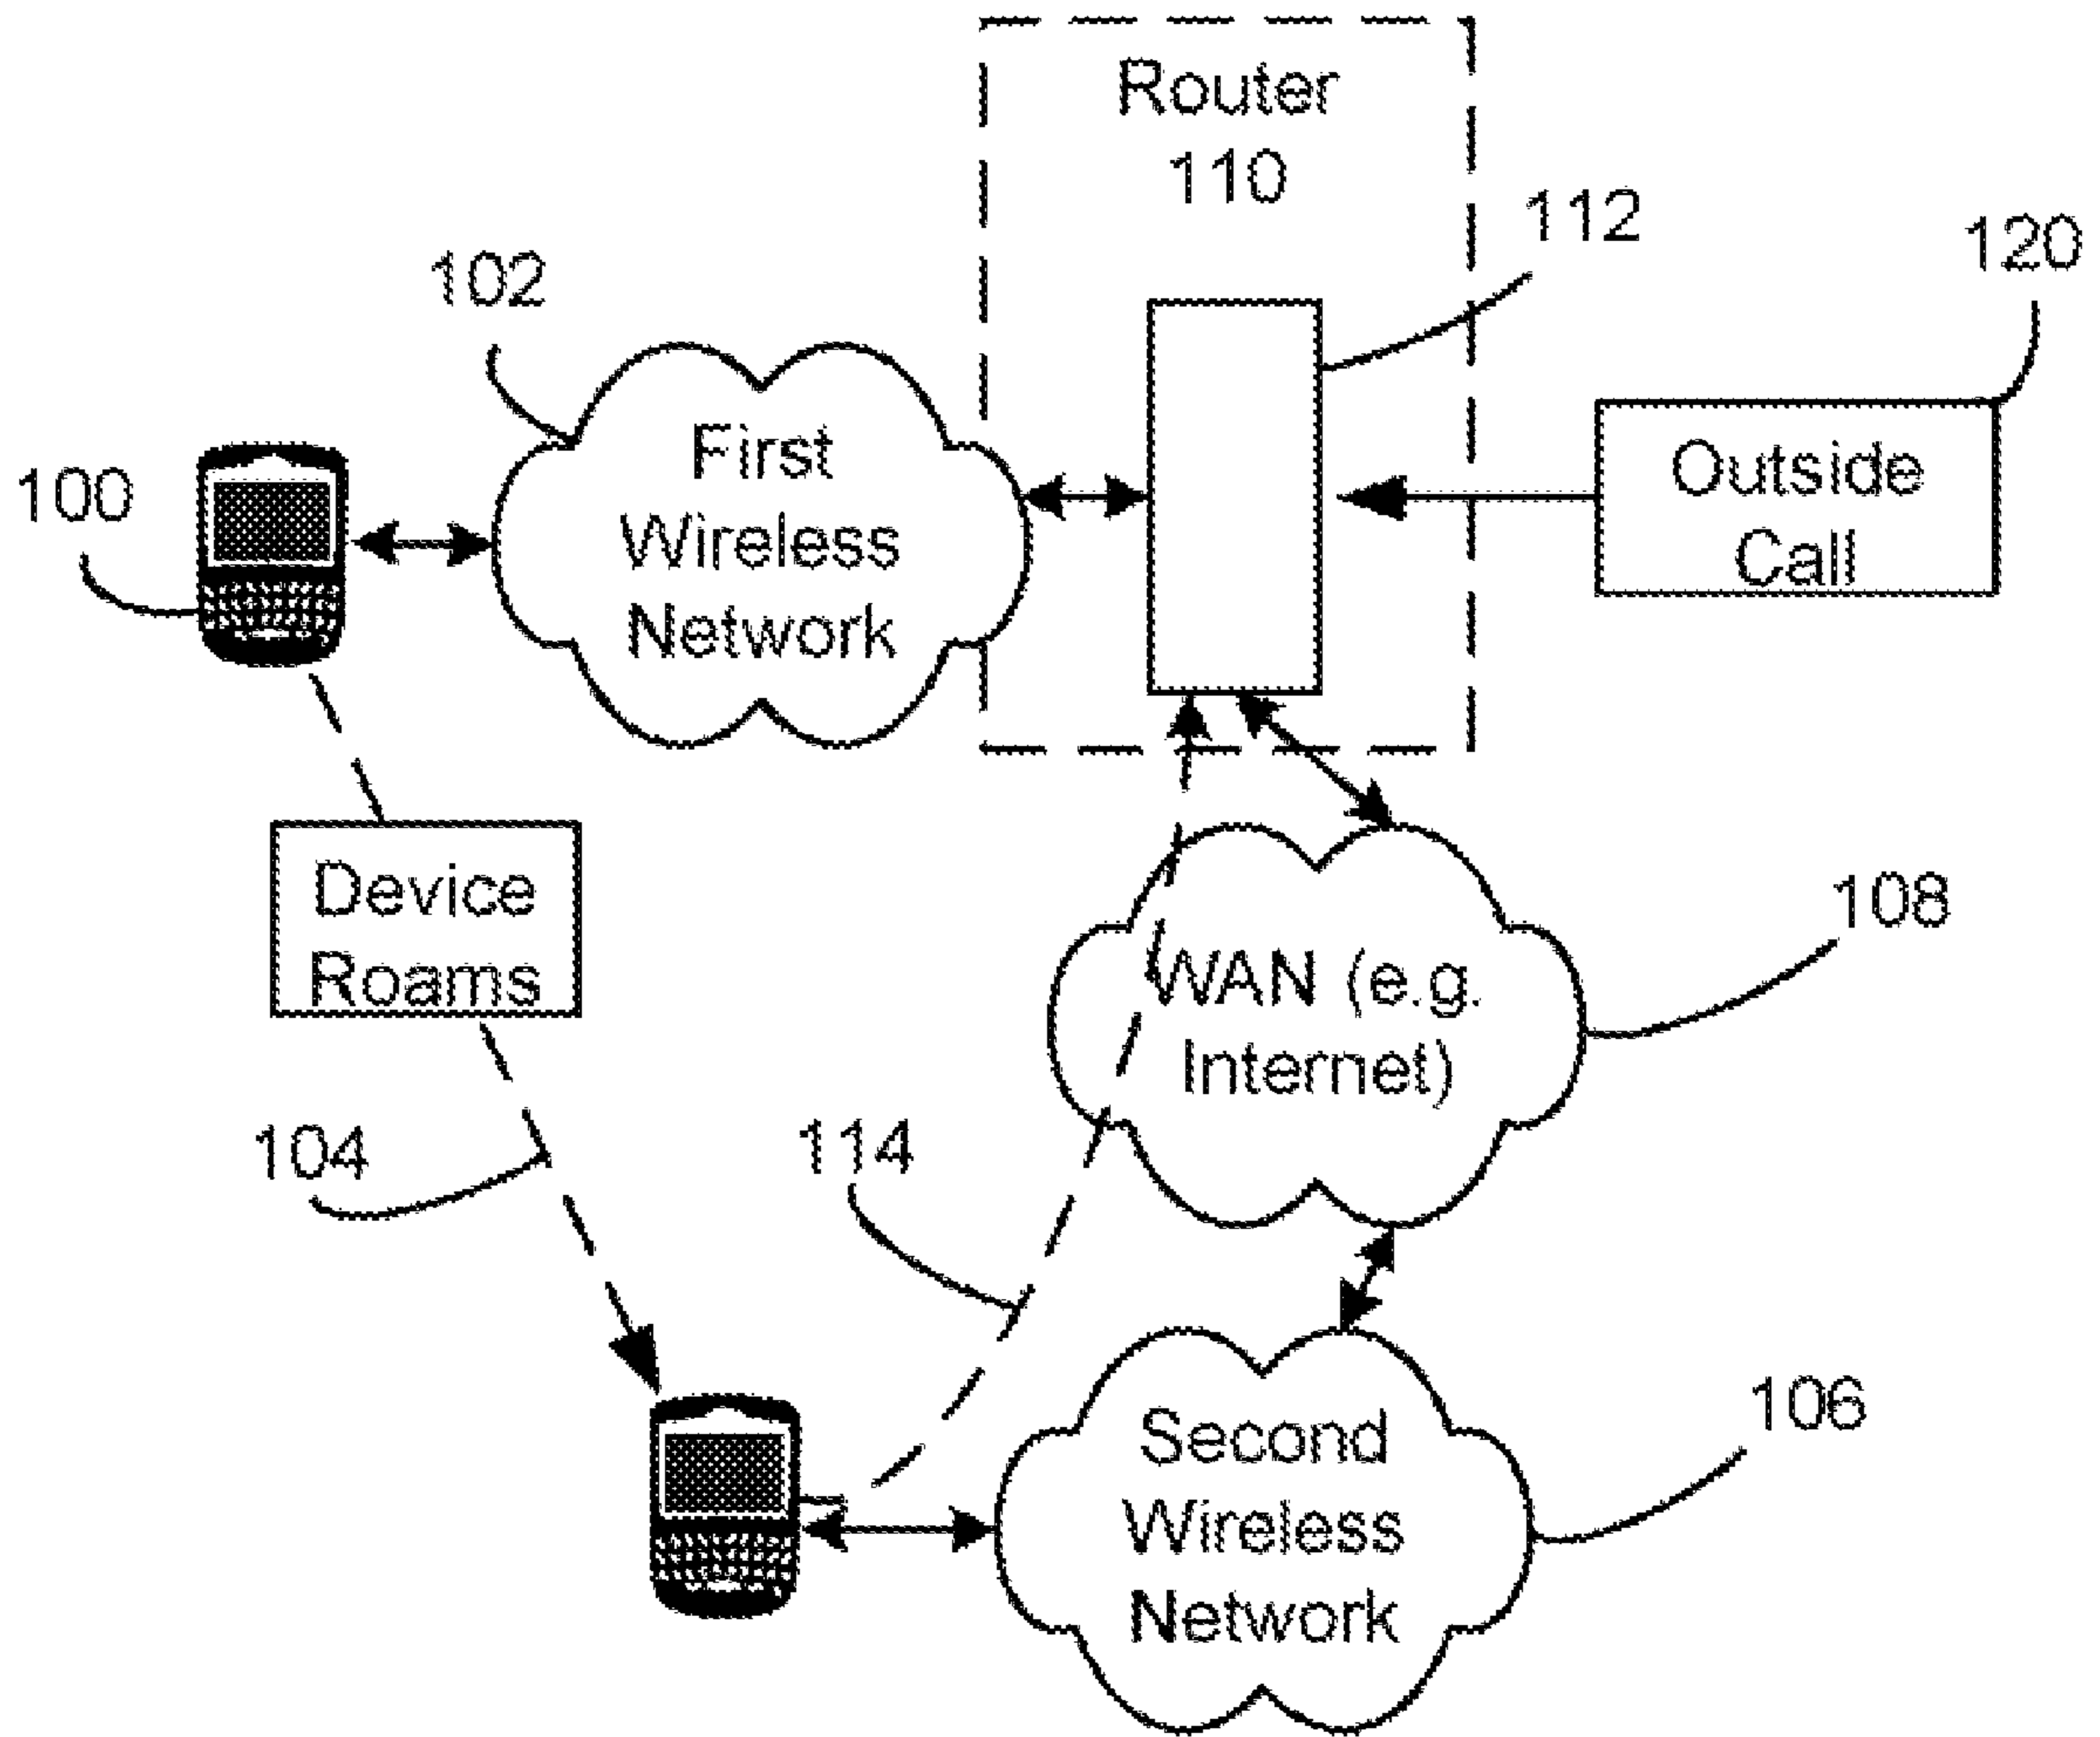 Router
110
112
120
102
First
Wireless
Network
100
Outside
Call
Device
Roams
108
WAN (e.g.
Internet)
104
114
106
Second
Wireless
Network